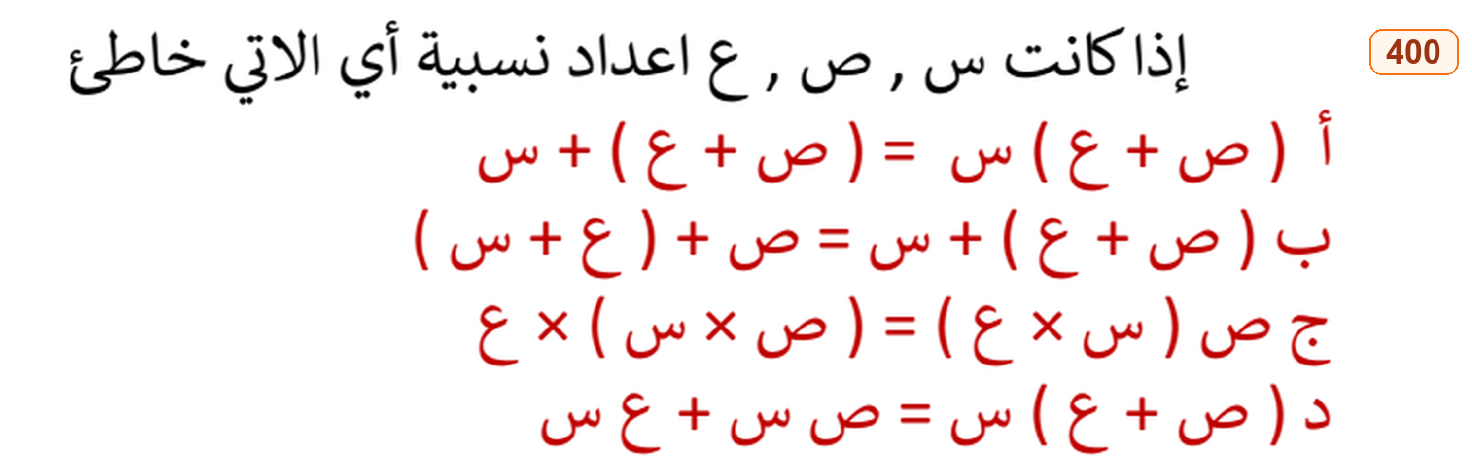 400
إذا كانت س , ص , ع اعداد نسبية أي الاتي خاطئ
أ ( ص + ع ) س = ( ص + ع ) + س
ب ( ص + ع ) + س = ص + ( ع + س )
ج ص ( س × ع ) = ( ص × س ) × ع
د ( ص + ع ) س = ص س + ع س